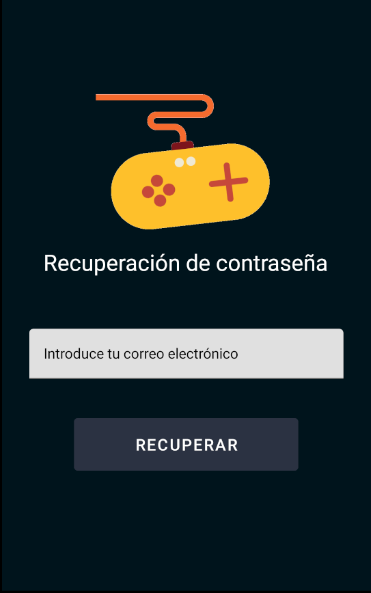 Recuperación de contraseña
Introduce tu correo electrónico
RECUPERAR